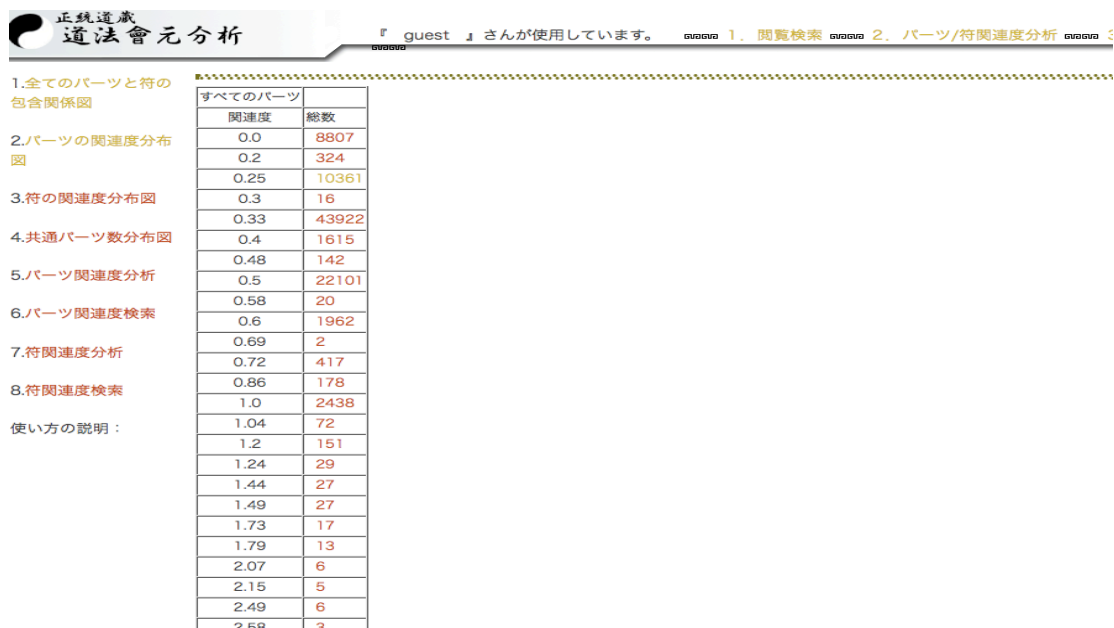 正統道蔵
道法會元分析
『 guest 』さんが使用しています。 1．閲覧検索 2．パーツ/符関連度分析 3
1.全てのパーツと符の
包含関係図
2.パーツの関連度分布
図
3.符の関連度分布図
4.共通パーツ数分布図
5.パーツ関連度分析
6.パーツ関連度検索
7.符関連度分析
8.符関連度検索
使い方の説明：
すべてのパーツ
関連度 総数
0.0 8807
0.2 324
0.25 10361
0.3 16
0.33 43922
0.4 1615
0.48 142
0.5 22101
0.58 20
0.6 1962
0.69 2
0.72 417
0.86 178
1.0 2438
1.04 72
1.2 151
1.24 29
1.44 27
1.49 27
1.73 17
1.79 13
2.07 6
2.15 5
2.49 6
2.58 3